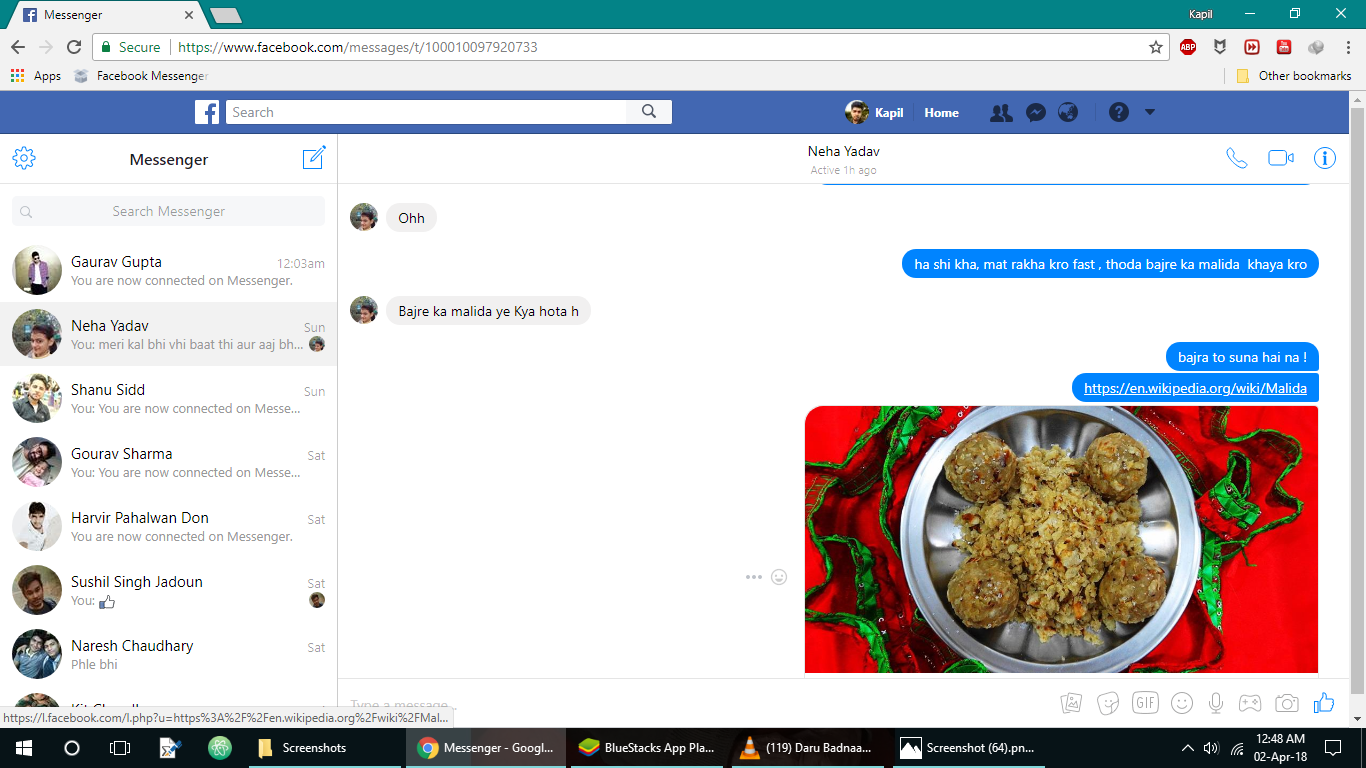 Messenger
Kapil
Secure
https://www.facebook.com/messages/t/100010097920733
ABP
Apps
Facebook Messenger
Other bookmarks
Search
Kapil
Home
Messenger
Search Messenger
Gaurav Gupta
12:03am
You are now connected on Messenger.
Neha Yadav
Sun
You: meri kal bhi vhi baat thi aur aaj bh...
Shanu Sidd
Sun
You: You are now connected on Messe...
Gourav Sharma
Sat
You: You are now connected on Messe...
Harvir Pahalwan Don
Sat
You are now connected on Messenger.
Sushil Singh Jadoun
Sat
You:
Naresh Chaudhary
Sat
Phle bhi
https://l.facebook.com/l.php?u=https%3A%2F%2Fen.wikipedia.org%2Fwiki%2FMal...
Neha Yadav
Active 1h ago
Ohh
ha shi kha, mat rakha kro fast , thoda bajre ka malida khaya kro
Bajre ka malida ye Kya hota h
bajra to suna hai na !
https://en.wikipedia.org/wiki/Malida
Type a message...
GIF
Screenshots
Messenger - Googl...
BlueStacks App Pla...
(119) Daru Badnaa...
Screenshot (64).pn...
12:48 AM
02-Apr-18